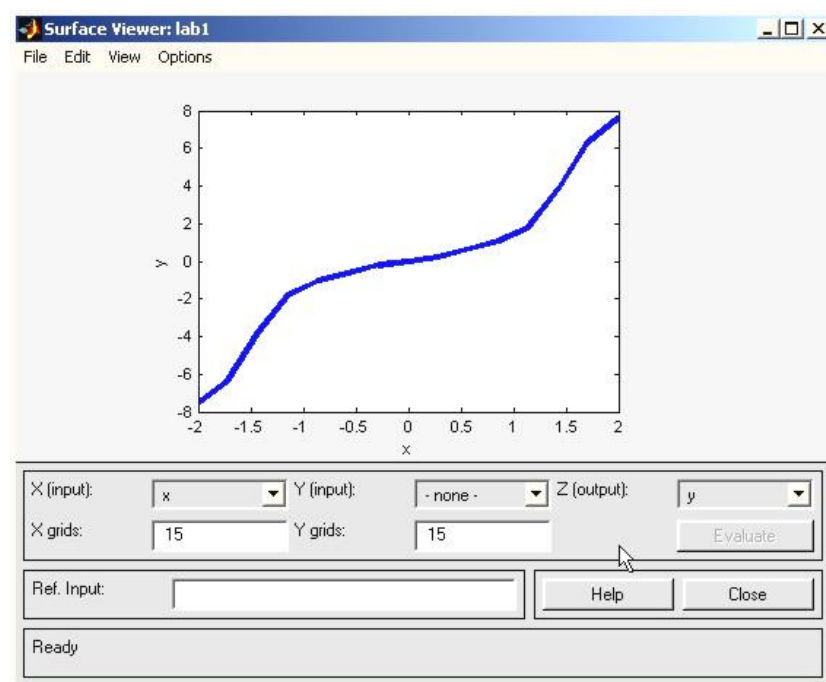 Surface Viewer: lab1
File Edit View Options
8
6
4
2
0
-2
-4
-6
-8
y
-2 -1.5 -1 -0.5 0 0.5 1 1.5 2
x
X (input): x Y (input): - none - Z (output): y
X grids: 15 Y grids: 15 Evaluate
Ref. Input: Help Close
Ready